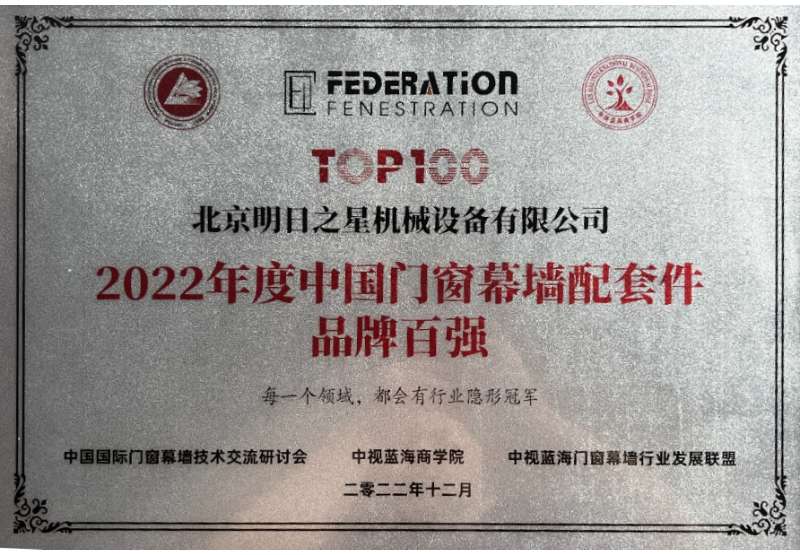 FEDERATION
FENESTRATION
TOP100
北京明日之星机械设备有限公司
2022年度中国门窗幕墙配套件
品牌百强
每一个领域，都会有行业隐形冠军
中国国际门窗幕墙技术交流研讨会 中视蓝海商学院 中视蓝海门窗幕墙行业发展联盟
二零二二年十二月